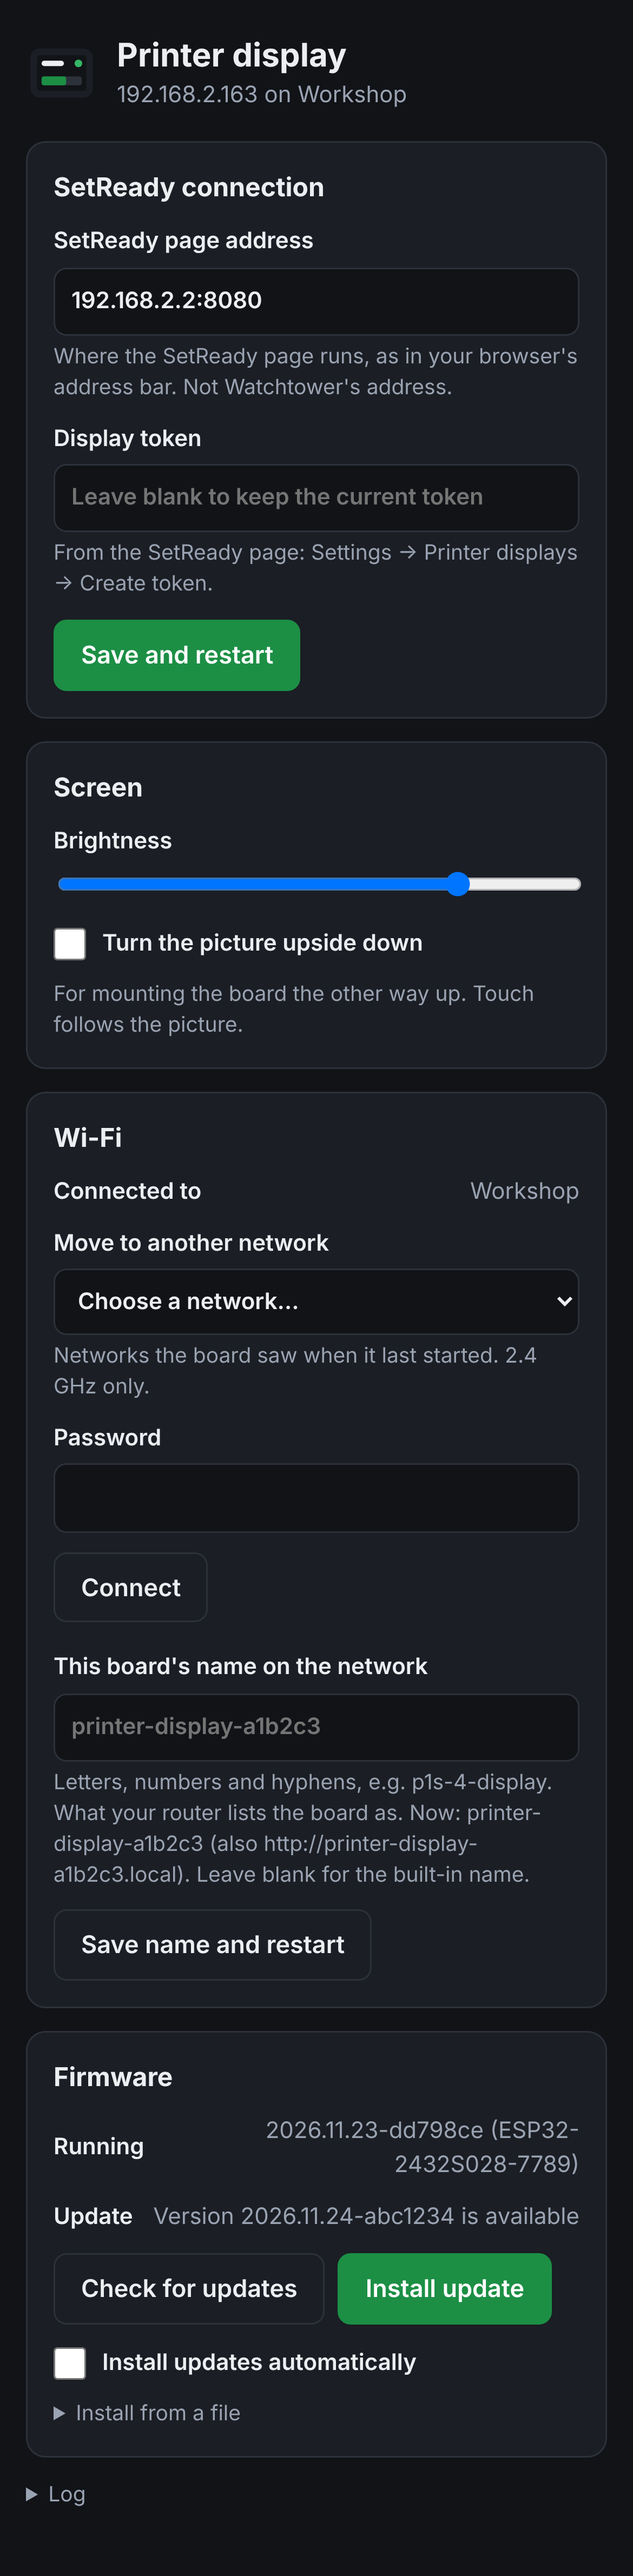 Printer display
192.168.2.163 on Workshop
SetReady connection
SetReady page address
192.168.2.2:8080
Where the SetReady page runs, as in your browser's
address bar. Not Watchtower's address.
Display token
Leave blank to keep the current token
From the SetReady page: Settings → Printer displays
→ Create token.
Save and restart
Screen
Brightness
Turn the picture upside down
For mounting the board the other way up. Touch
follows the picture.
Wi-Fi
Connected to Workshop
Move to another network
Choose a network...
Networks the board saw when it last started. 2.4
GHz only.
Password
Connect
This board's name on the network
printer-display-a1b2c3
Letters, numbers and hyphens, e.g. p1s-4-display.
What your router lists the board as. Now: printer-
display-a1b2c3 (also http://printer-display-
a1b2c3.local). Leave blank for the built-in name.
Save name and restart
Firmware
Running 2026.11.23-dd798ce (ESP32-
2432S028-7789)
Update Version 2026.11.24-abc1234 is available
Check for updates Install update
Install updates automatically
Install from a file
Log